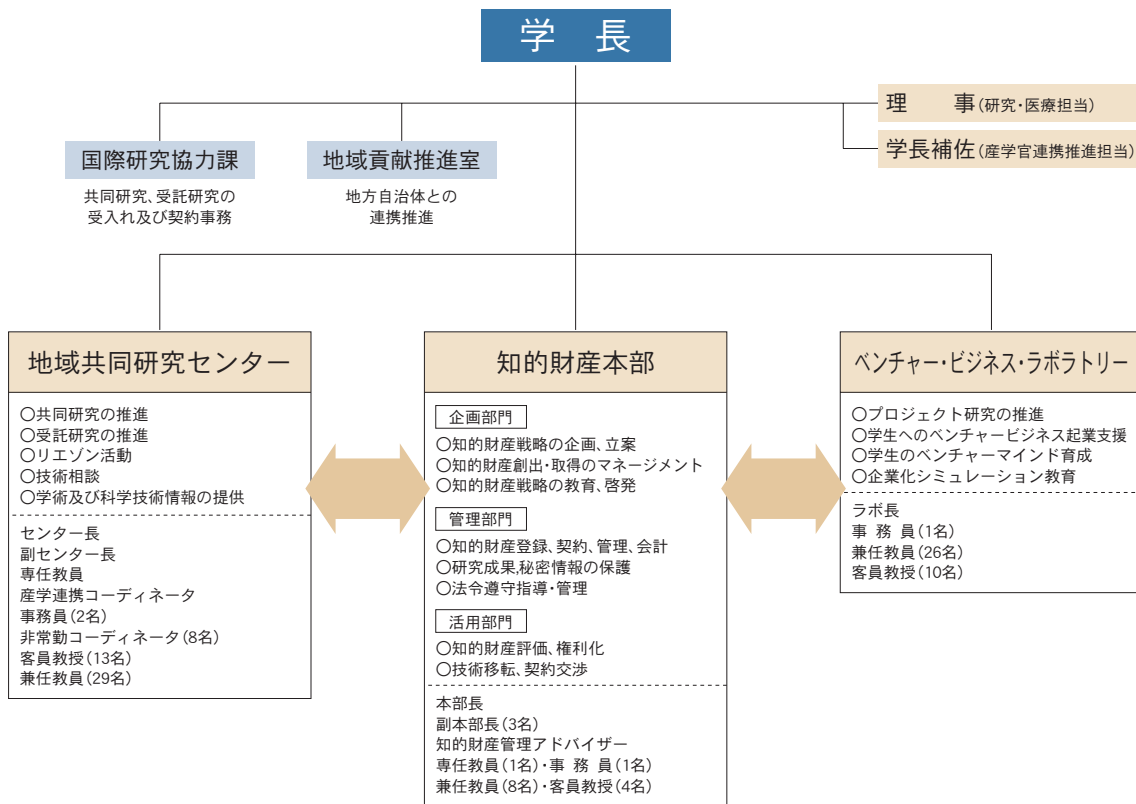 学 長
理 事(研究・医療担当)
学長補佐(産学官連携推進担当)
国際研究協力課
共同研究、受託研究の
受入れ及び契約事務
地域貢献推進室
地方自治体との
連携推進
地域共同研究センター
○共同研究の推進
○受託研究の推進
○リエゾン活動
○技術相談
○学術及び科学技術情報の提供
センター長
副センター長
専任教員
産学連携コーディネータ
事務員(2名)
非常勤コーディネータ(8名)
客員教授(13名)
兼任教員(29名)
知的財産本部
企画部門
○知的財産戦略の企画、立案
○知的財産創出・取得のマネージメント
○知的財産戦略の教育、啓発
管理部門
○知的財産登録、契約、管理、会計
○研究成果,秘密情報の保護
○法令遵守指導・管理
活用部門
○知的財産評価、権利化
○技術移転、契約交渉
本部長
副本部長(3名)
知的財産管理アドバイザー
専任教員(1名)・事 務 員(1名)
兼任教員(8名)・客員教授(4名)
ベンチャー・ビジネス・ラボラトリー
○プロジェクト研究の推進
○学生へのベンチャービジネス起業支援
○学生のベンチャーマインド育成
○企業化シミュレーション教育
ラボ長
事 務 員(1名)
兼任教員(26名)
客員教授(10名)